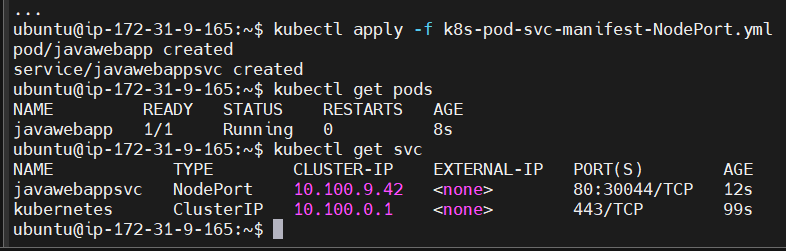 ...
ubuntu@ip-172-31-9-165:~$ kubectl apply -f k8s-pod-svc-manifest-NodePort.yml
pod/javawebapp created
service/javawebappsvc created
ubuntu@ip-172-31-9-165:~$ kubectl get pods
NAME         READY   STATUS    RESTARTS   AGE
javawebapp   1/1     Running   0          8s
ubuntu@ip-172-31-9-165:~$ kubectl get svc
NAME            TYPE        CLUSTER-IP    EXTERNAL-IP   PORT(S)        AGE
javawebappsvc   NodePort    10.100.9.42   <none>        80:30044/TCP   12s
kubernetes      ClusterIP   10.100.0.1    <none>        443/TCP        99s
ubuntu@ip-172-31-9-165:~$